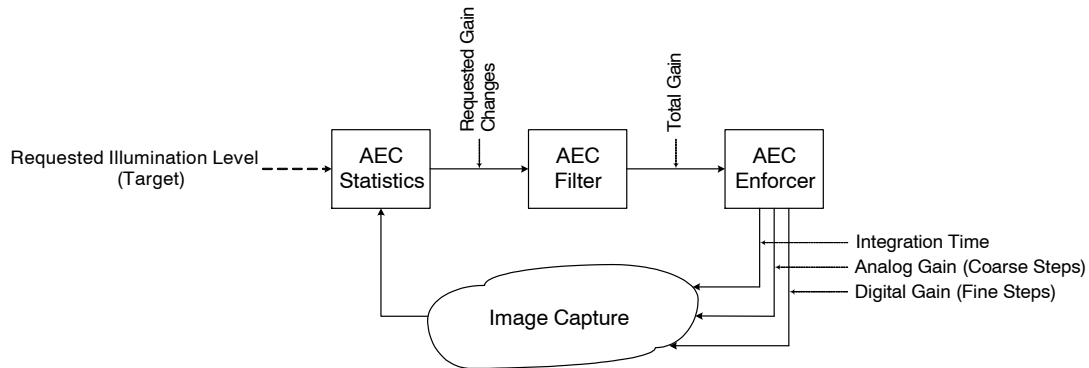 Requested Gain
Changes
Total Gain
Requested Illumination Level
(Target)
AEC
Statistics
AEC
Filter
AEC
Enforcer
Integration Time
Analog Gain (Coarse Steps)
Digital Gain (Fine Steps)
Image Capture